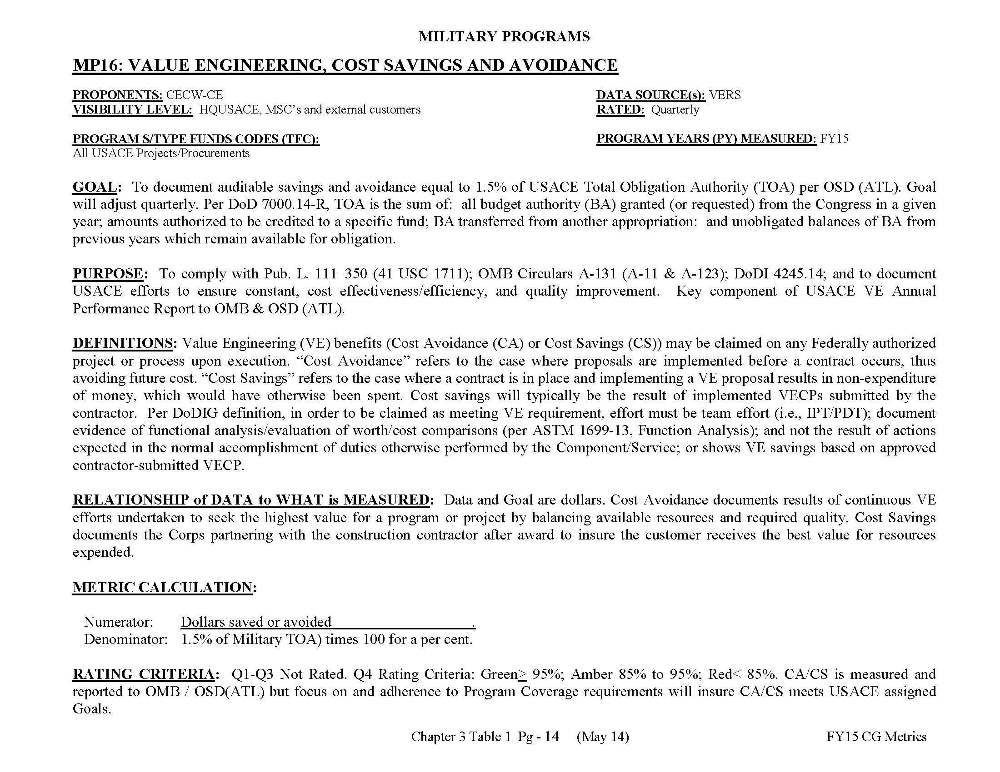 MILITARY PROGRAMS
MP16: VALUE ENGINEERING, COST SAVINGS AND AVOIDANCE
PROPONENTS: CECW-CE DATA SOURCE(s): VERS
VISIBILITY LEVEL: HQUSACE, MSC's and external customers RATED: Quarterly
PROGRAM S/TYPE FUNDS CODES (TFC): PROGRAM YEARS (PY) MEASURED: FY15
All USACE Projects/Procurements
GOAL: To document auditable savings and avoidance equal to 1.5% of USACE Total Obligation Authority (TOA) per OSD (ATL). Goal
will adjust quarterly. Per DoD 7000.14-R, TOA is the sum of: all budget authority (BA) granted (or requested) from the Congress in a given
year; amounts authorized to be credited to a specific fund; BA transferred from another appropriation: and unobligated balances of BA from
previous years which remain available for obligation.
PURPOSE: To comply with Pub. L. 111–350 (41 USC 1711); OMB Circulars A-131 (A-11 & A-123); DoDI 4245.14; and to document
USACE efforts to ensure constant, cost effectiveness/efficiency, and quality improvement. Key component of USACE VE Annual
Performance Report to OMB & OSD (ATL).
DEFINITIONS: Value Engineering (VE) benefits (Cost Avoidance (CA) or Cost Savings (CS)) may be claimed on any Federally authorized
project or process upon execution. “Cost Avoidance” refers to the case where proposals are implemented before a contract occurs, thus
avoiding future cost. “Cost Savings” refers to the case where a contract is in place and implementing a VE proposal results in non-expenditure
of money, which would have otherwise been spent. Cost savings will typically be the result of implemented VECPs submitted by the
contractor. Per DoDIG definition, in order to be claimed as meeting VE requirement, effort must be team effort (i.e., IPT/PDT); document
evidence of functional analysis/evaluation of worth/cost comparisons (per ASTM 1699-13, Function Analysis); and not the result of actions
expected in the normal accomplishment of duties otherwise performed by the Component/Service; or shows VE savings based on approved
contractor-submitted VECP.
RELATIONSHIP of DATA to WHAT is MEASURED: Data and Goal are dollars. Cost Avoidance documents results of continuous VE
efforts undertaken to seek the highest value for a program or project by balancing available resources and required quality. Cost Savings
documents the Corps partnering with the construction contractor after award to insure the customer receives the best value for resources
expended.
METRIC CALCULATION:
Numerator: Dollars saved or avoided .
Denominator: 1.5% of Military TOA) times 100 for a per cent.
RATING CRITERIA: Q1-Q3 Not Rated. Q4 Rating Criteria: Green≥ 95%; Amber 85% to 95%; Red< 85%. CA/CS is measured and
reported to OMB / OSD(ATL) but focus on and adherence to Program Coverage requirements will insure CA/CS meets USACE assigned
Goals.
Chapter 3 Table 1 Pg - 14 (May 14) FY15 CG Metrics